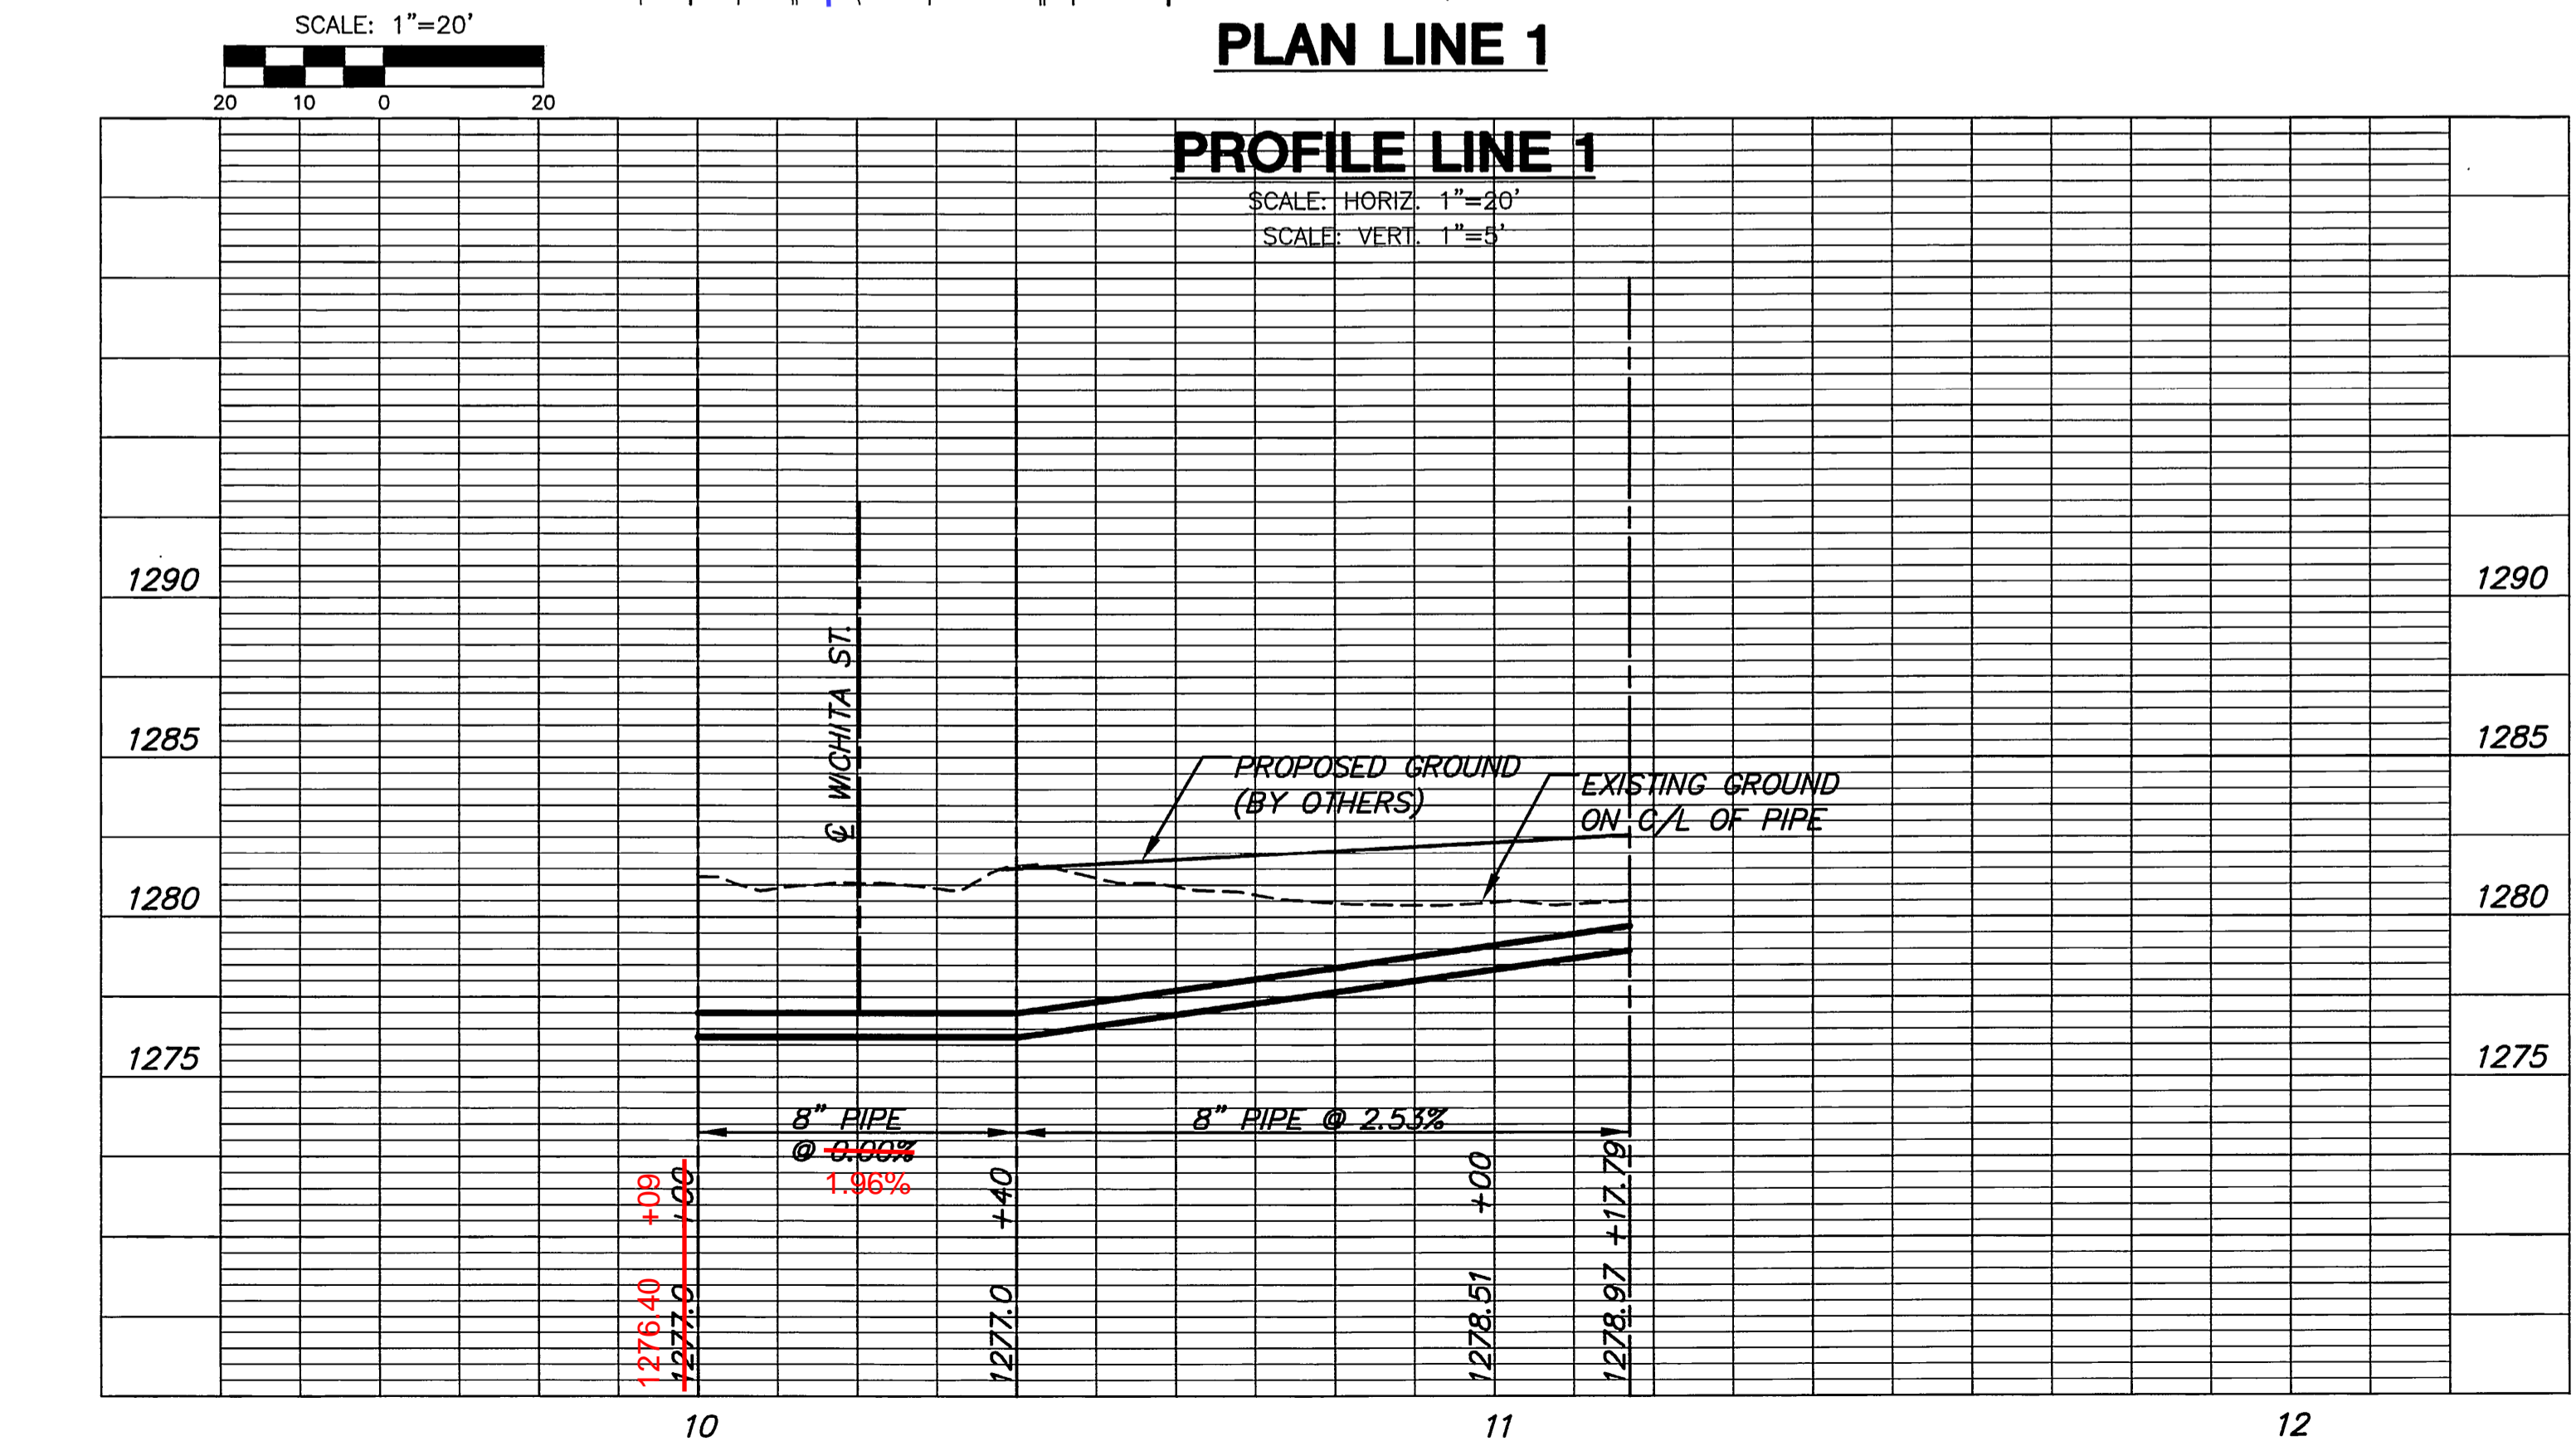 SCALE: 1"=20'
20 10 0 20
PLAN LINE 1
PROFILE LINE 1
SCALE: HORIZ. 1"=20'
SCALE: VERT. 1"=5'
1290
1290
℄ WICHITA ST.
1285
1285
PROPOSED GROUND
(BY OTHERS)
EXISTING GROUND
ON C/L OF PIPE
1280
1280
1275
1275
8" PIPE
@ 0.00%
1.96%
8" PIPE @ 2.53%
1276.40 +09
1277.0 +00
1277.0 +40
1278.51 +00
1278.97 +17.79
10 11 12